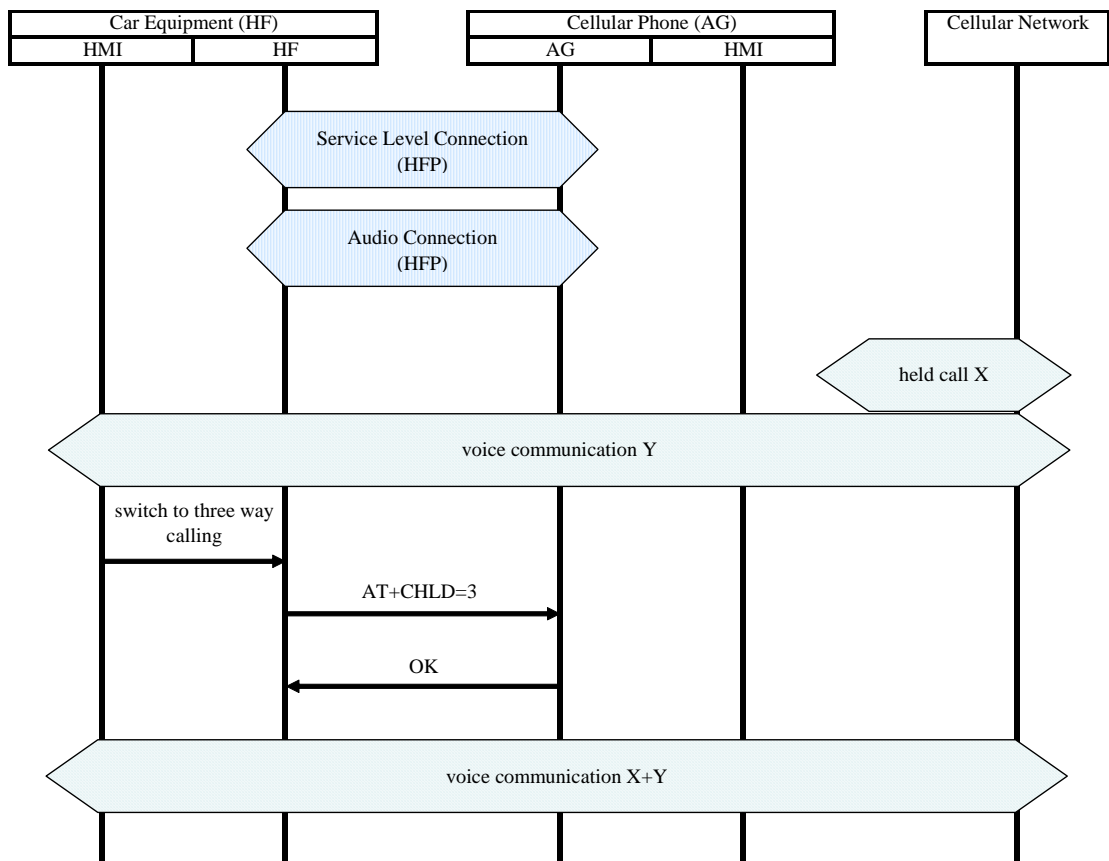 Car Equipment (HF)
Cellular Phone (AG)
Cellular Network
HMI
HF
AG
HMI
Service Level Connection
(HFP)
Audio Connection
(HFP)
held call X
voice communication Y
switch to three way
calling
AT+CHLD=3
OK
voice communication X+Y